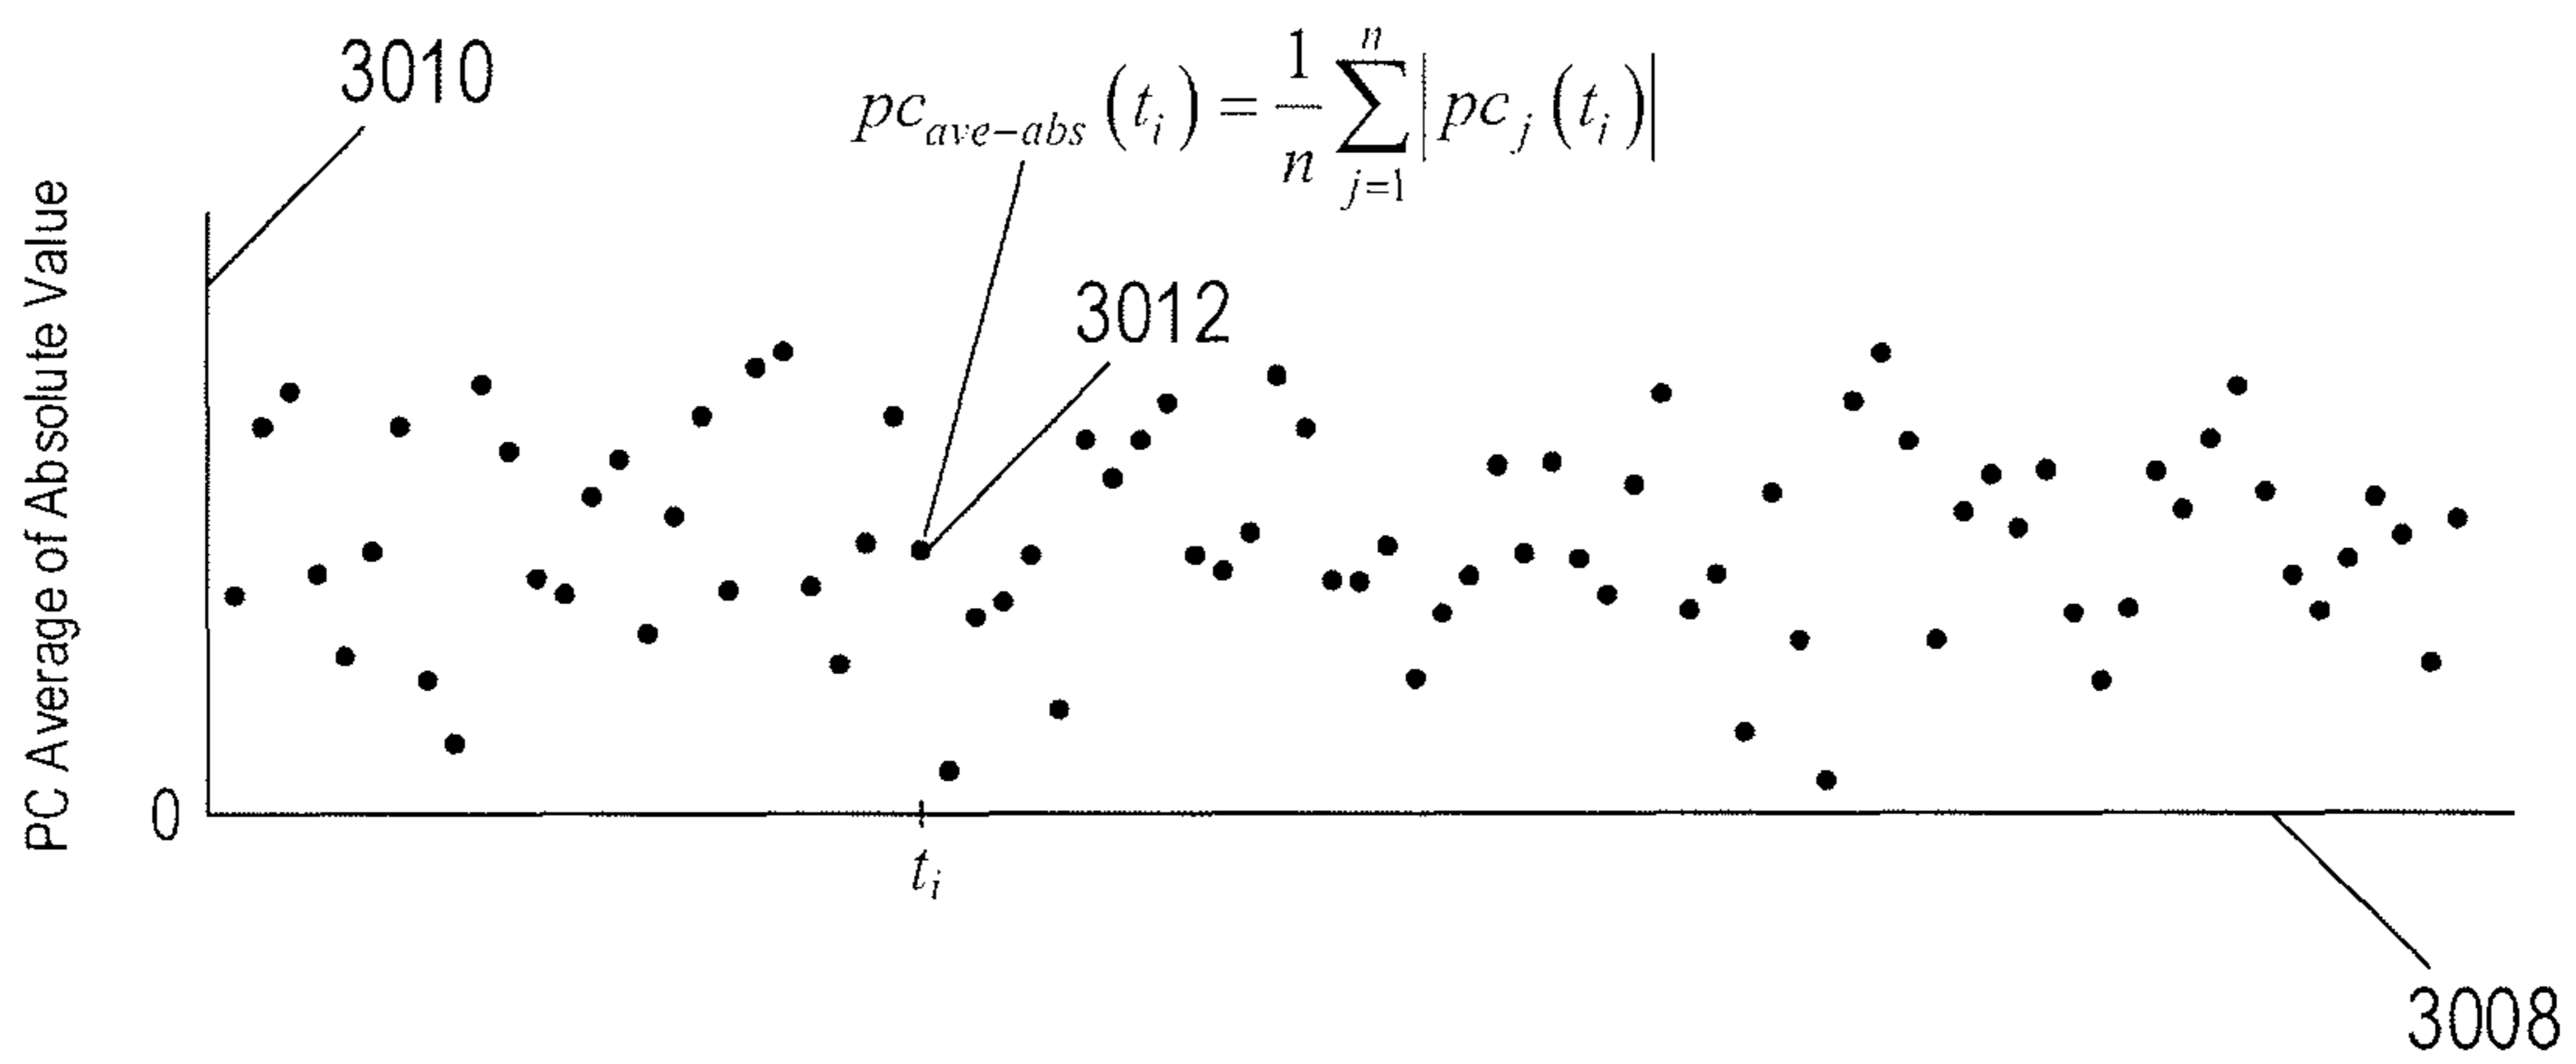 3010
pc_{ave-abs}(t_i) = \frac{1}{n} \sum_{j=1}^{n} |pc_j(t_i)|
3012
PC Average of Absolute Value
0
t_i
3008